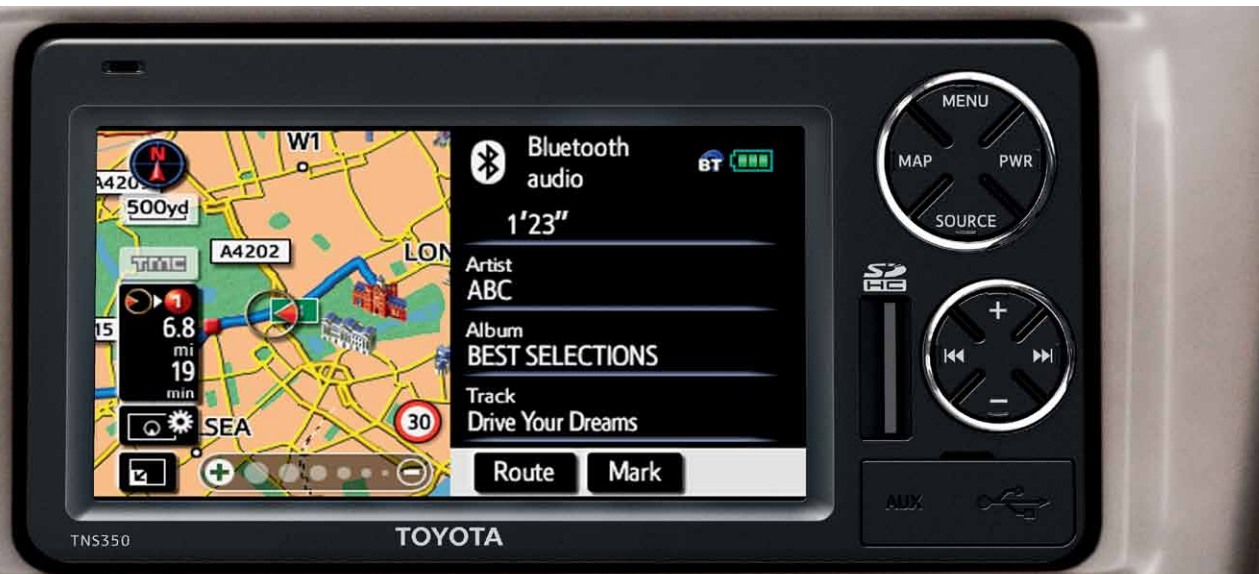 W1
N
A420
500yd
A4202
LON
TMC
1
1
15
6.8
mi
19
min
SEA
30
Bluetooth
audio
BT
1'23"
Artist
ABC
Album
BEST SELECTIONS
Track
Drive Your Dreams
Route
Mark
MENU
MAP
PWR
SOURCE
SD
HC
+
−
AUX
TNS350
TOYOTA